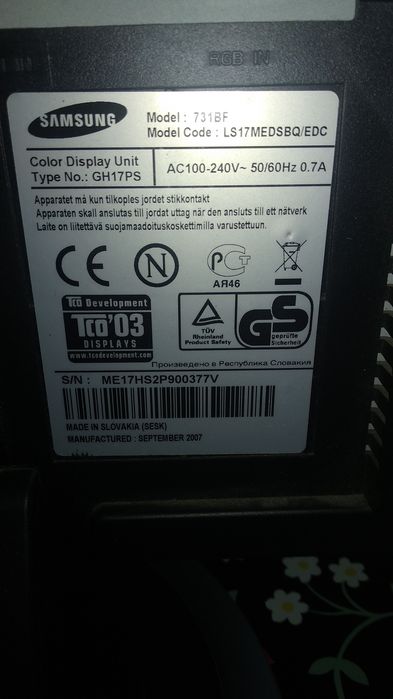 RGB IN
SAMSUNG
Model : 731BF
Model Code : LS17MEDSBQ/EDC
Color Display Unit
Type No.: GH17PS
AC100-240V~ 50/60Hz 0.7A
Apparatet må kun tilkoples jordet stikkontakt
Apparaten skall anslutas till jordat uttag när den ansluts till ett nätverk
Laite on liitettävä suojamaadoituskoskettimilla varustettuun.
CE
N
РСТ
АЯ46
TCO Development
TCO'03
DISPLAYS
www.tcodevelopment.com
TÜV
Rheinland
Product Safety
GS
geprüfte
Sicherheit
Произведено в Республика Словакия
S/N : ME17HS2P900377V
MADE IN SLOVAKIA (SESK)
MANUFACTURED : SEPTEMBER 2007